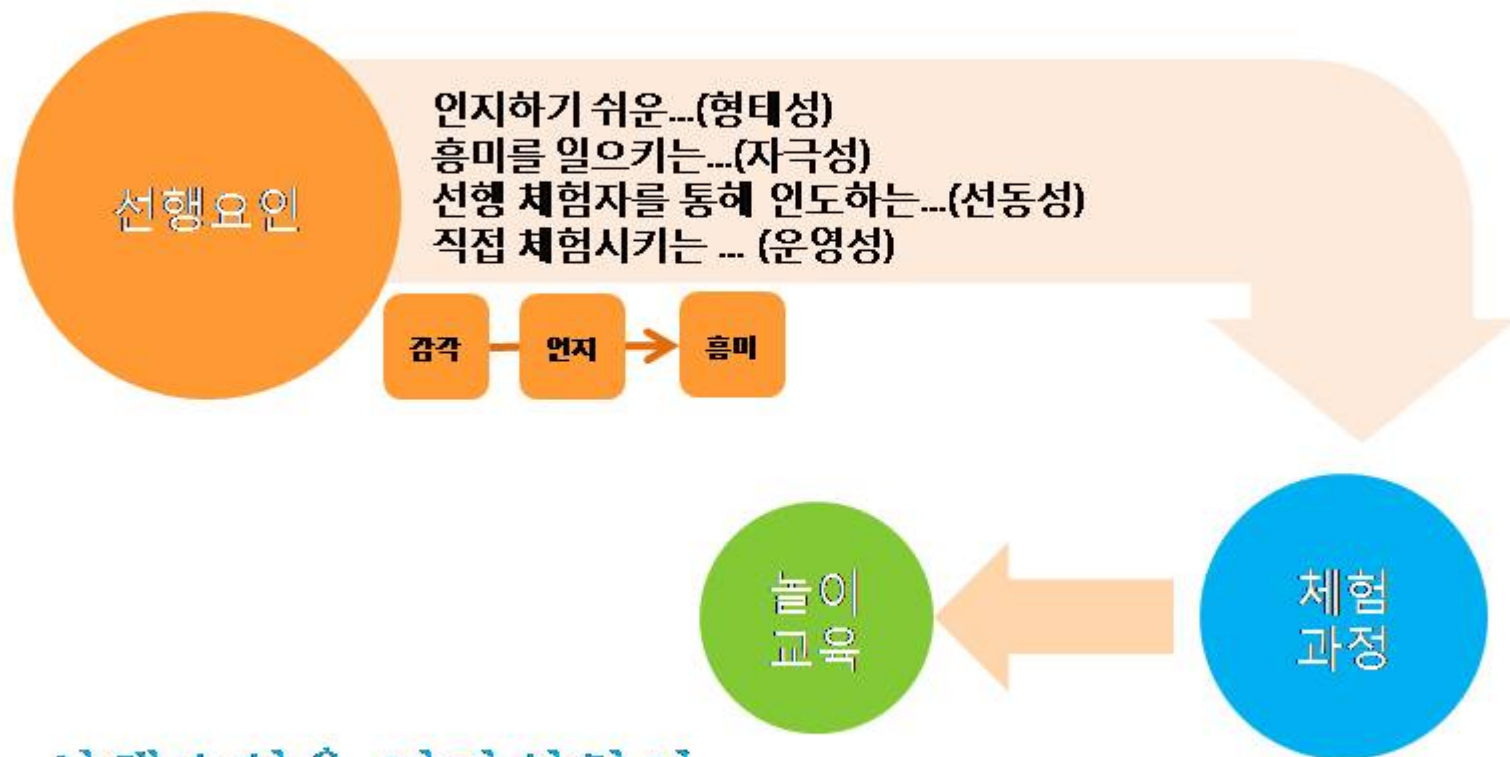 선행요인
인지하기 쉬운...(형태성)
흥미를 일으키는...(자극성)
선행 체험자를 통해 인도하는...(선동성)
직접 체험시키는 ... (운영성)
감각
인지
흥미
놀이
교육
체험
과정